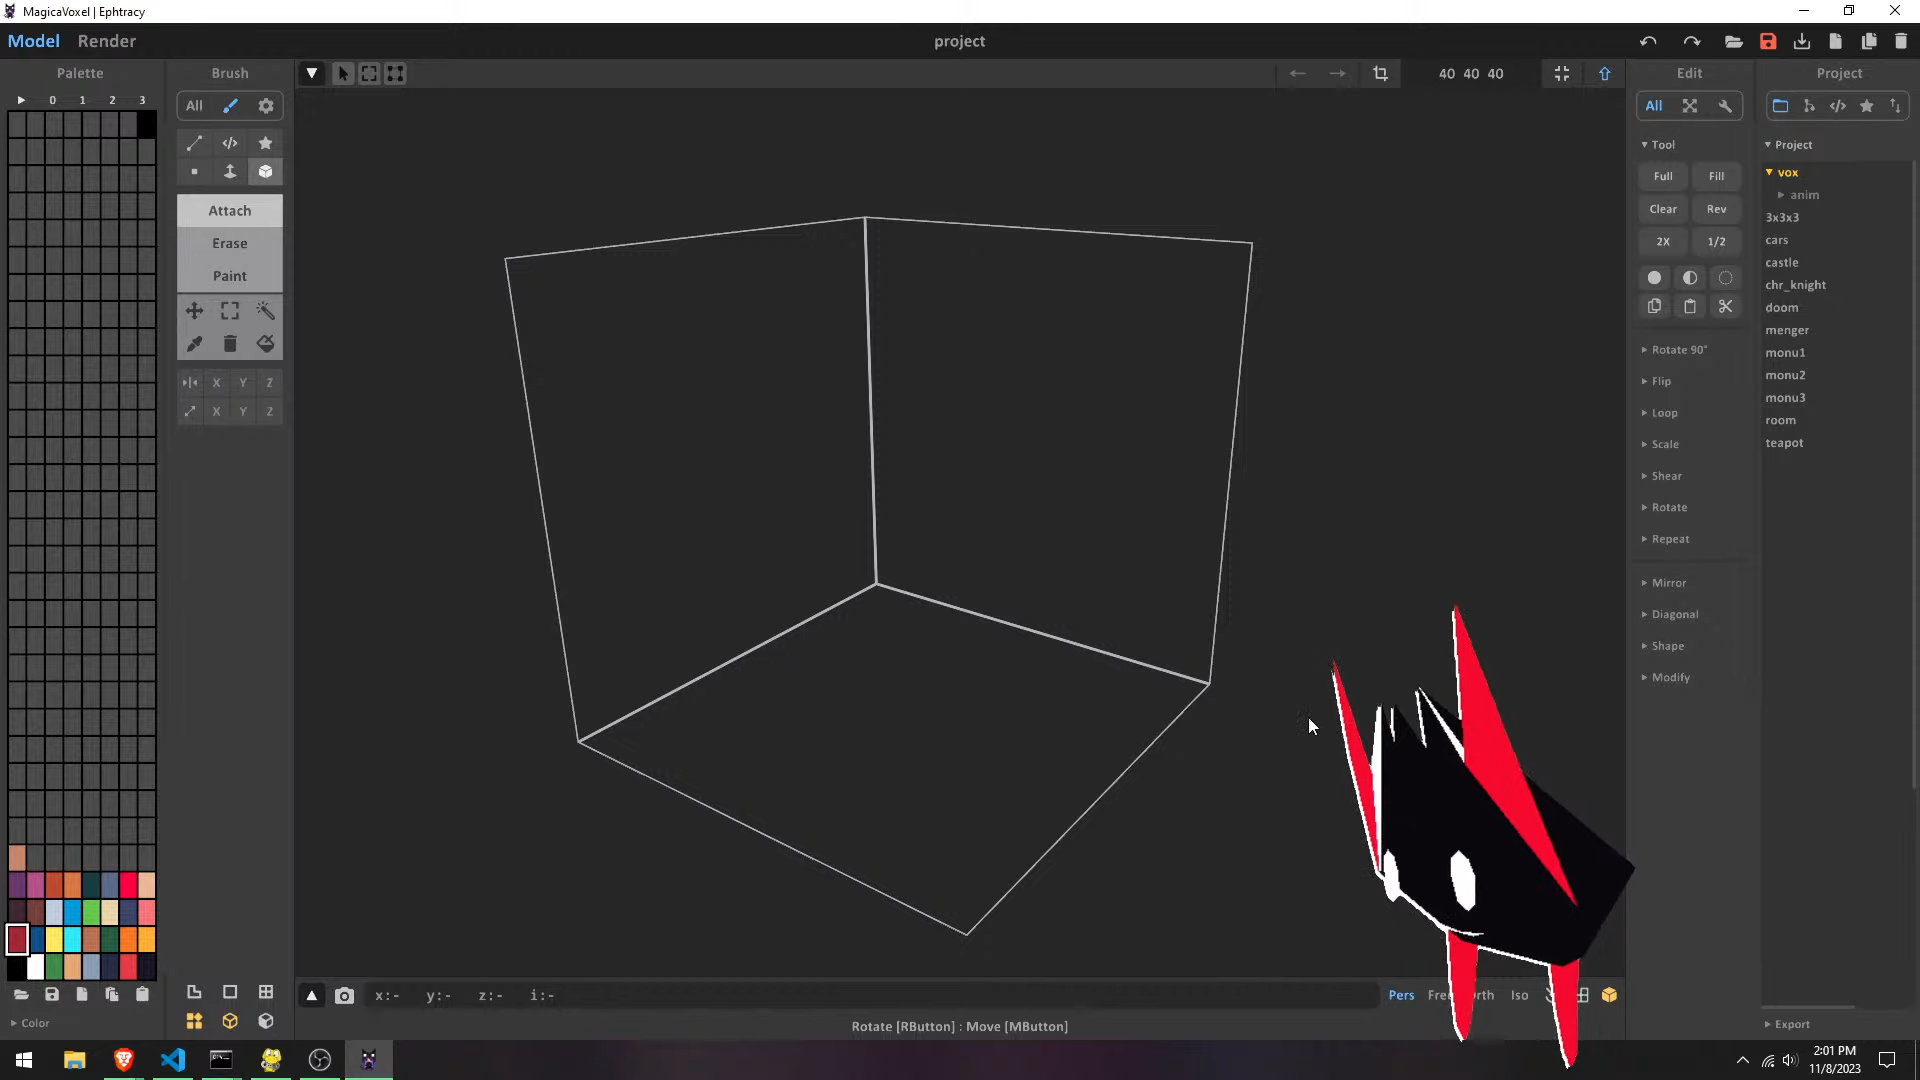 MagicaVoxel | Ephtracy
Model Render
project
Palette
Brush
40 40 40
Edit
Project
0 1 2 3
All
All
Tool
Project
Full Fill
vox
anim
Clear Rev
3x3x3
2X 1/2
cars
castle
chr_knight
doom
menger
monu1
monu2
monu3
room
teapot
Attach
Erase
Paint
X Y Z
X Y Z
Rotate 90°
Flip
Loop
Scale
Shear
Rotate
Repeat
Mirror
Diagonal
Shape
Modify
x:- y:- z:- i:-
Pers Iso
Color
Rotate [RButton] : Move [MButton]
Export
2:01 PM
11/8/2023